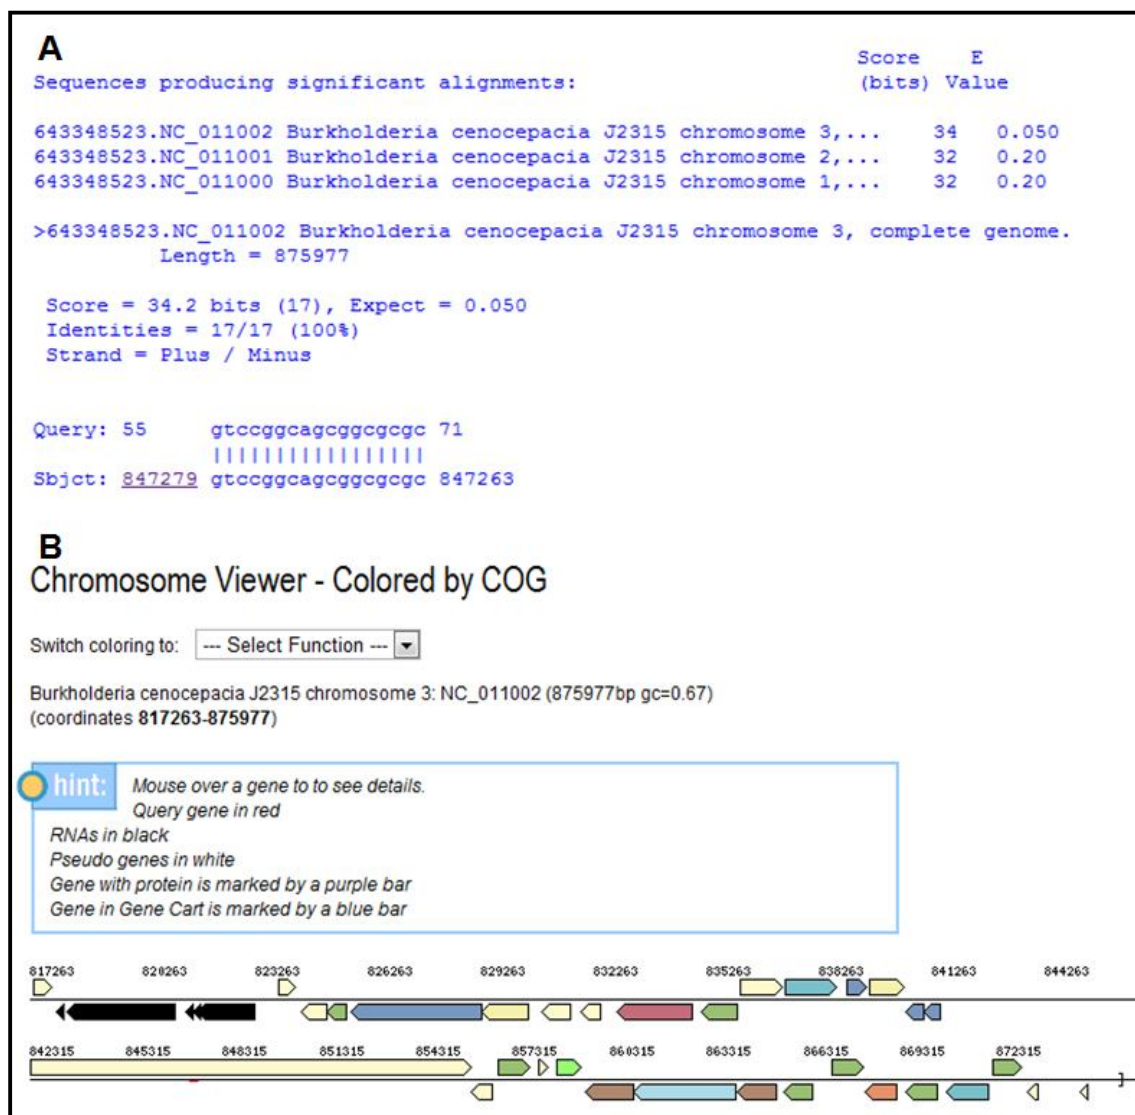 A
Score E
Sequences producing significant alignments: (bits) Value
643348523.NC_011002 Burkholderia cenocepacia J2315 chromosome 3,... 34 0.050
643348523.NC_011001 Burkholderia cenocepacia J2315 chromosome 2,... 32 0.20
643348523.NC_011000 Burkholderia cenocepacia J2315 chromosome 1,... 32 0.20
>643348523.NC_011002 Burkholderia cenocepacia J2315 chromosome 3, complete genome.
Length = 875977
Score = 34.2 bits (17), Expect = 0.050
Identities = 17/17 (100%)
Strand = Plus / Minus
Query: 55 gtccggcagcggcgcgc 71
|||||||||||||||||
Sbjct: 847279 gtccggcagcggcgcgc 847263
B
Chromosome Viewer - Colored by COG
Switch coloring to: --- Select Function ---
Burkholderia cenocepacia J2315 chromosome 3: NC_011002 (875977bp gc=0.67)
(coordinates 817263-875977)
hint: Mouse over a gene to to see details.
Query gene in red
RNAs in black
Pseudo genes in white
Gene with protein is marked by a purple bar
Gene in Gene Cart is marked by a blue bar
817263 820263 823263 826263 829263 832263 835263 838263 841263 844263
842315 845315 848315 851315 854315 857315 860315 863315 866315 869315 872315
]